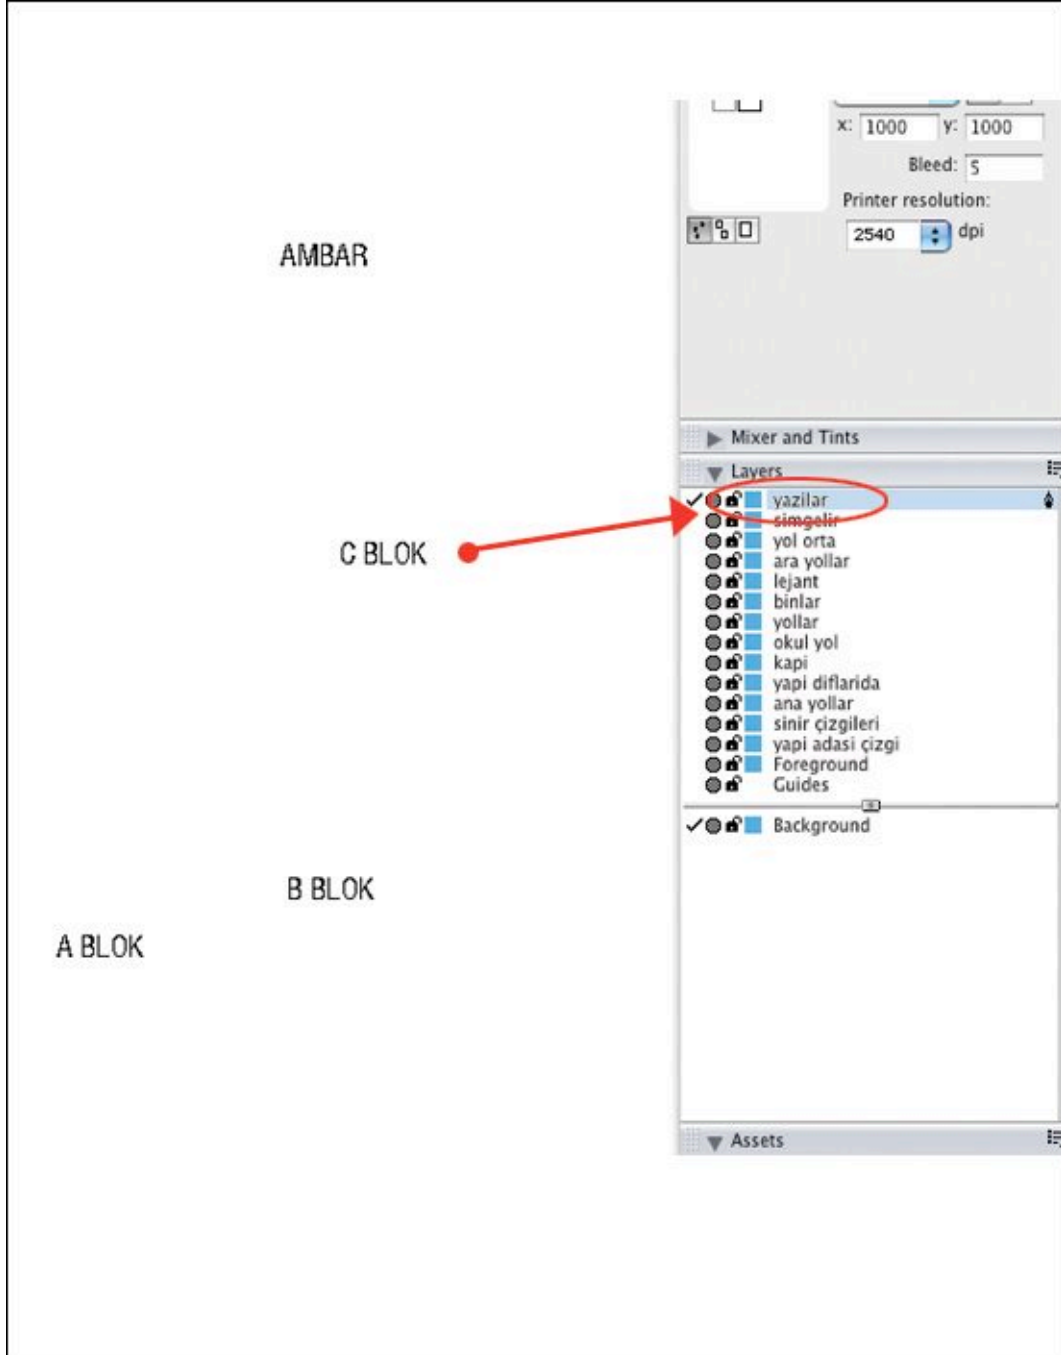 x: 1000 y: 1000
Bleed: 5
Printer resolution:
2540 dpi
AMBAR
Mixer and Tints
Layers
yazilar
simgelir
yol orta
C BLOK
ara yollar
lejant
binlar
yollar
okul yol
kapi
yapi diflarida
ana yollar
sinir çizgileri
yapi adasi çizgi
Foreground
Guides
Background
B BLOK
A BLOK
Assets